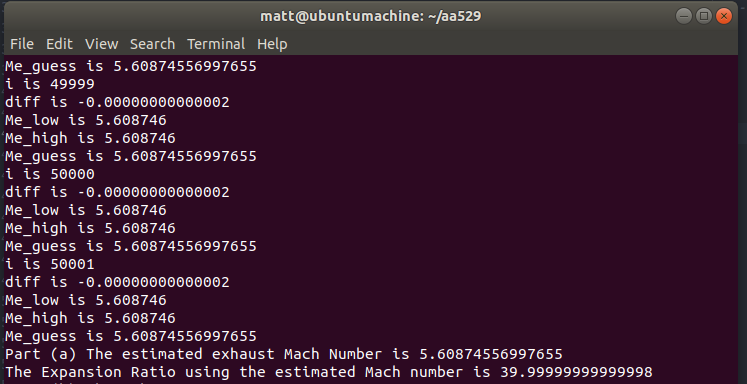 matt@ubuntumachine: ~/aa529
File Edit View Search Terminal Help
Me_guess is 5.60874556997655
i is 49999
diff is -0.00000000000002
Me_low is 5.608746
Me_high is 5.608746
Me_guess is 5.60874556997655
i is 50000
diff is -0.00000000000002
Me_low is 5.608746
Me_high is 5.608746
Me_guess is 5.60874556997655
i is 50001
diff is -0.00000000000002
Me_low is 5.608746
Me_high is 5.608746
Me_guess is 5.60874556997655
Part (a) The estimated exhaust Mach Number is 5.60874556997655
The Expansion Ratio using the estimated Mach number is 39.99999999999998